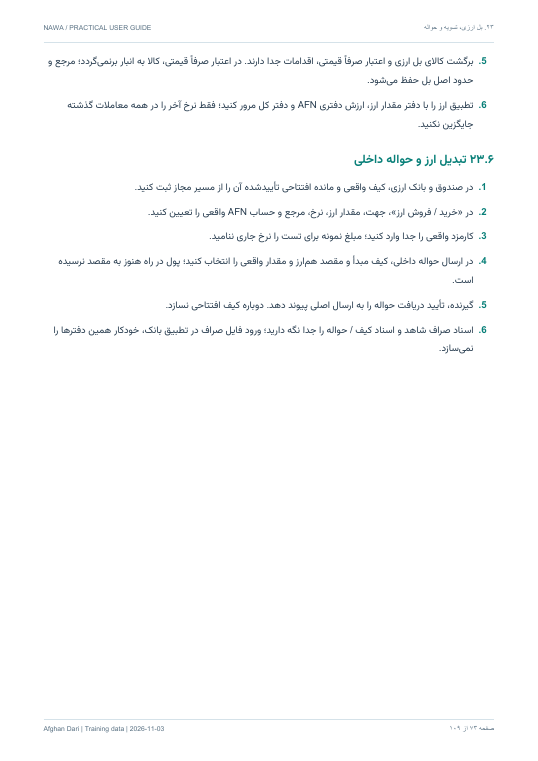 NAWA / PRACTICAL USER GUIDE
۲۳. بل ارزی، تسویه و حواله
5. برگشت کالای بل ارزی و اعتبار صرفاً قیمتی، اقدامات جدا دارند. در اعتبار صرفاً قیمتی، کالا به انبار برنمی‌گردد؛ مرجع و
حدود اصل بل حفظ می‌شود.
6. تطبیق ارز را با دفتر مقدار ارز، ارزش دفتری AFN و دفتر کل مرور کنید؛ فقط نرخ آخر را در همه معاملات گذشته
جایگزین نکنید.
۲۳.۶ تبدیل ارز و حواله داخلی
1. در صندوق و بانک ارزی، کیف واقعی و مانده افتتاحی تأییدشده آن را از مسیر مجاز ثبت کنید.
2. در «خرید / فروش ارز»، جهت، مقدار ارز، نرخ، مرجع و حساب AFN واقعی را تعیین کنید.
3. کارمزد واقعی را جدا وارد کنید؛ مبلغ نمونه برای تست را نرخ جاری ننامید.
4. در ارسال حواله داخلی، کیف مبدأ و مقصد هم‌ارز و مقدار واقعی را انتخاب کنید؛ پول در راه هنوز به مقصد نرسیده
است.
5. گیرنده، تأیید دریافت حواله را به ارسال اصلی پیوند دهد. دوباره کیف افتتاحی نسازد.
6. اسناد صراف شاهد و اسناد کیف / حواله را جدا نگه دارید؛ ورود فایل صراف در تطبیق بانک، خودکار همین دفترها را
نمی‌سازد.
Afghan Dari | Training data | 2026-11-03
صفحه ۷۳ از ۱۰۹